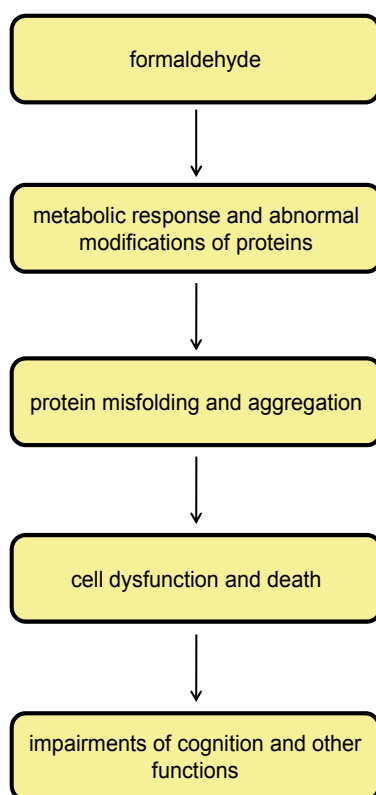 formaldehyde
metabolic response and abnormal
modifications of proteins
protein misfolding and aggregation
cell dysfunction and death
impairments of cognition and other
functions